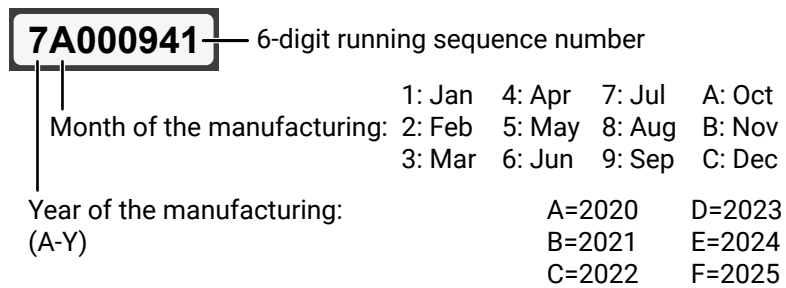 7A000941 6-digit running sequence number
1: Jan 4: Apr 7: Jul A: Oct
Month of the manufacturing: 2: Feb 5: May 8: Aug B: Nov
3: Mar 6: Jun 9: Sep C: Dec
Year of the manufacturing: A=2020 D=2023
(A-Y) B=2021 E=2024
C=2022 F=2025